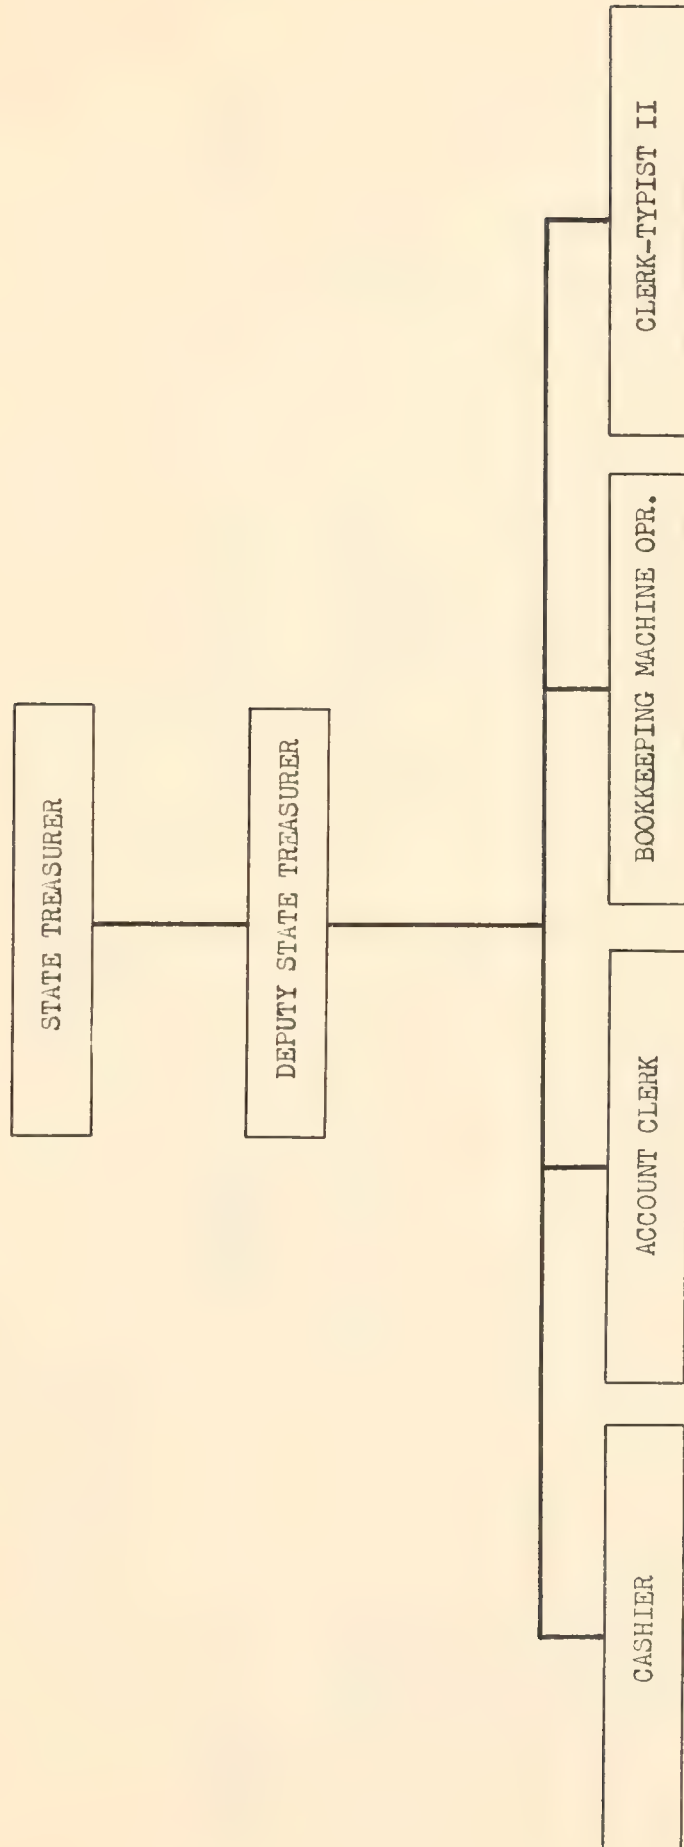 STATE TREASURER
DEPUTY STATE TREASURER
CASHIER
ACCOUNT CLERK
BOOKKEEPING MACHINE OPR.
CLERK-TYPIST II